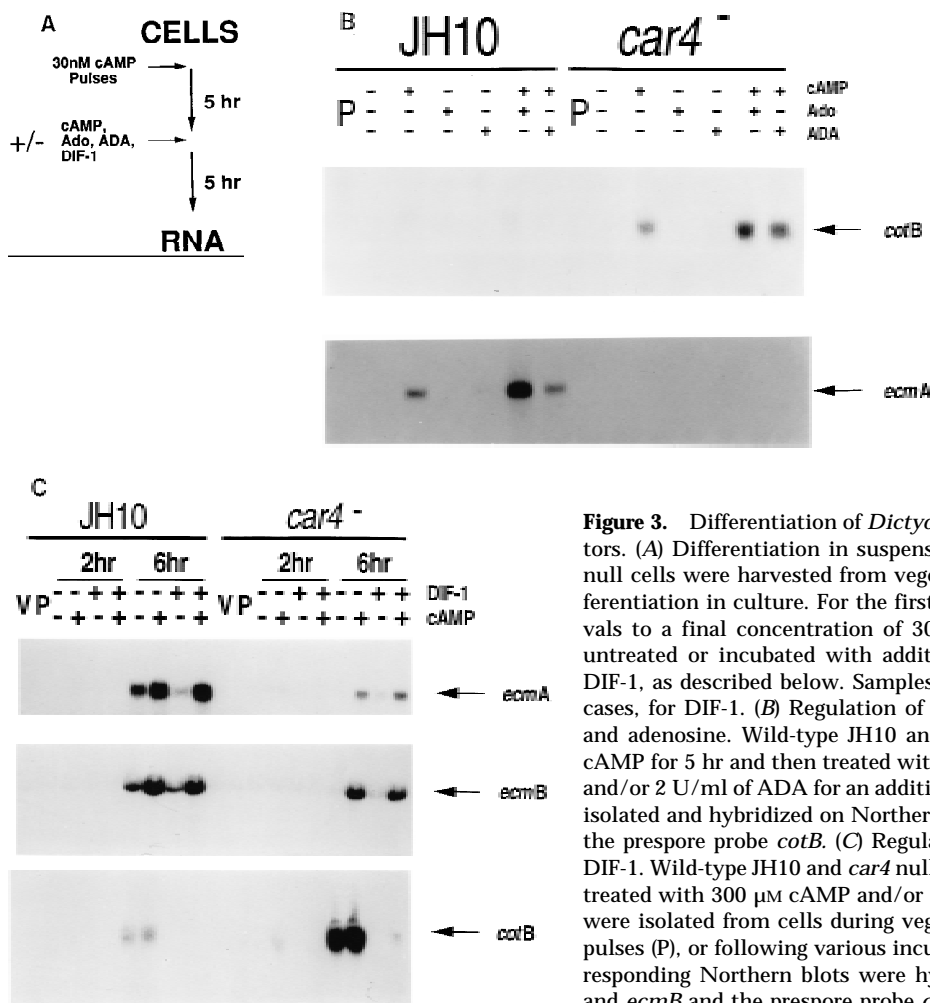 A
CELLS
30nM cAMP
Pulses
5 hr
+/-
cAMP,
Ado, ADA,
DIF-1
5 hr
RNA
B
JH10 car4-
P - + - - + + P - + - - + + cAMP
- - + - + - - - + - + - Ado
- - - + - + - - - + - + ADA
cotB
ecmA
C
JH10 car4-
2hr 6hr 2hr 6hr
V P - - + + - - + + V P - - + + - - + + DIF-1
- + - + - + - + - + - + - + - + cAMP
ecmA
ecmB
cotB
Figure 3. Differentiation of Dictyo
tors. (A) Differentiation in suspens
null cells were harvested from vege
ferentiation in culture. For the first
vals to a final concentration of 30
untreated or incubated with addit
DIF-1, as described below. Samples
cases, for DIF-1. (B) Regulation of
and adenosine. Wild-type JH10 an
cAMP for 5 hr and then treated wit
and/or 2 U/ml of ADA for an additi
isolated and hybridized on Northern
the prespore probe cotB. (C) Regula
DIF-1. Wild-type JH10 and car4 null
treated with 300 μM cAMP and/or
were isolated from cells during veg
pulses (P), or following various incu
responding Northern blots were hy
and ecmB and the prespore probe c